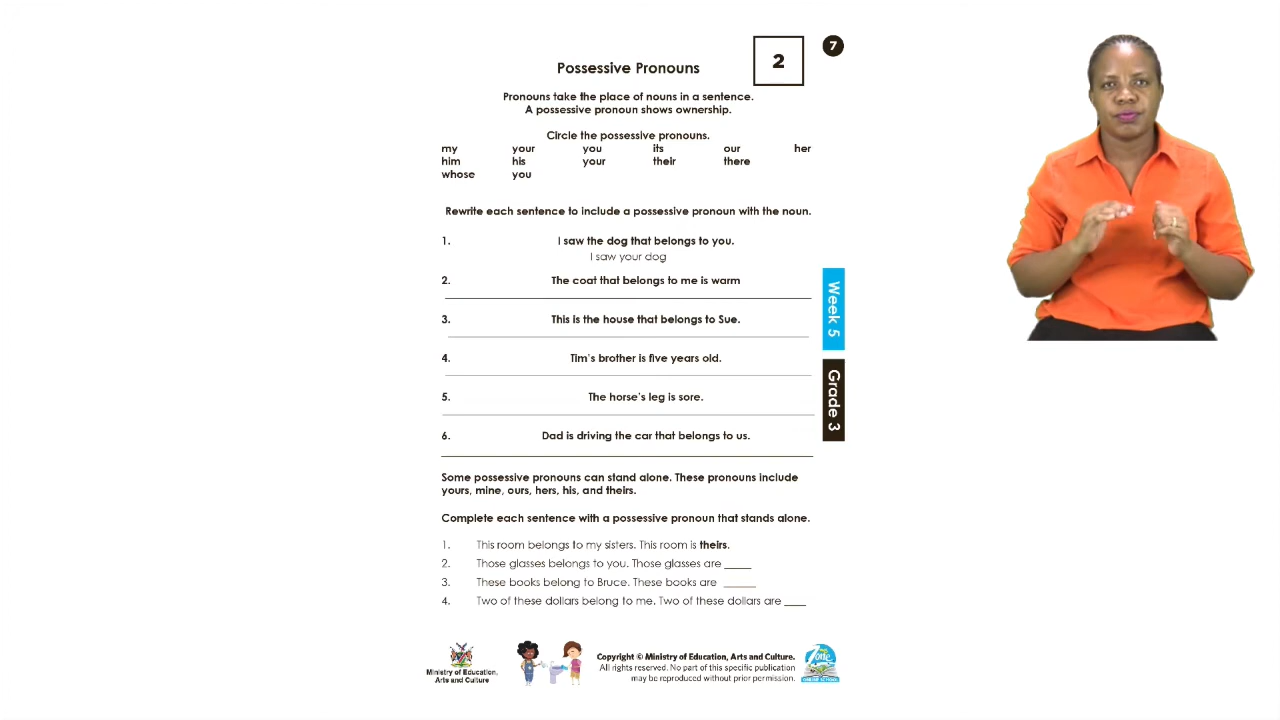 2
7
Possessive Pronouns
Pronouns take the place of nouns in a sentence.
A possessive pronoun shows ownership.
Circle the possessive pronouns.
my your you its our her
him his your their there
whose you
Rewrite each sentence to include a possessive pronoun with the noun.
1. I saw the dog that belongs to you.
I saw your dog
2. The coat that belongs to me is warm
3. This is the house that belongs to Sue.
4. Tim's brother is five years old.
5. The horse's leg is sore.
6. Dad is driving the car that belongs to us.
Week 5
Grade 3
Some possessive pronouns can stand alone. These pronouns include
yours, mine, ours, hers, his, and theirs.
Complete each sentence with a possessive pronoun that stands alone.
1. This room belongs to my sisters. This room is theirs.
2. Those glasses belongs to you. Those glasses are ____
3. These books belong to Bruce. These books are ____
4. Two of these dollars belong to me. Two of these dollars are ____
Ministry of Education,
Arts and Culture
Copyright © Ministry of Education, Arts and Culture.
All rights reserved. No part of this specific publication
may be reproduced without prior permission.